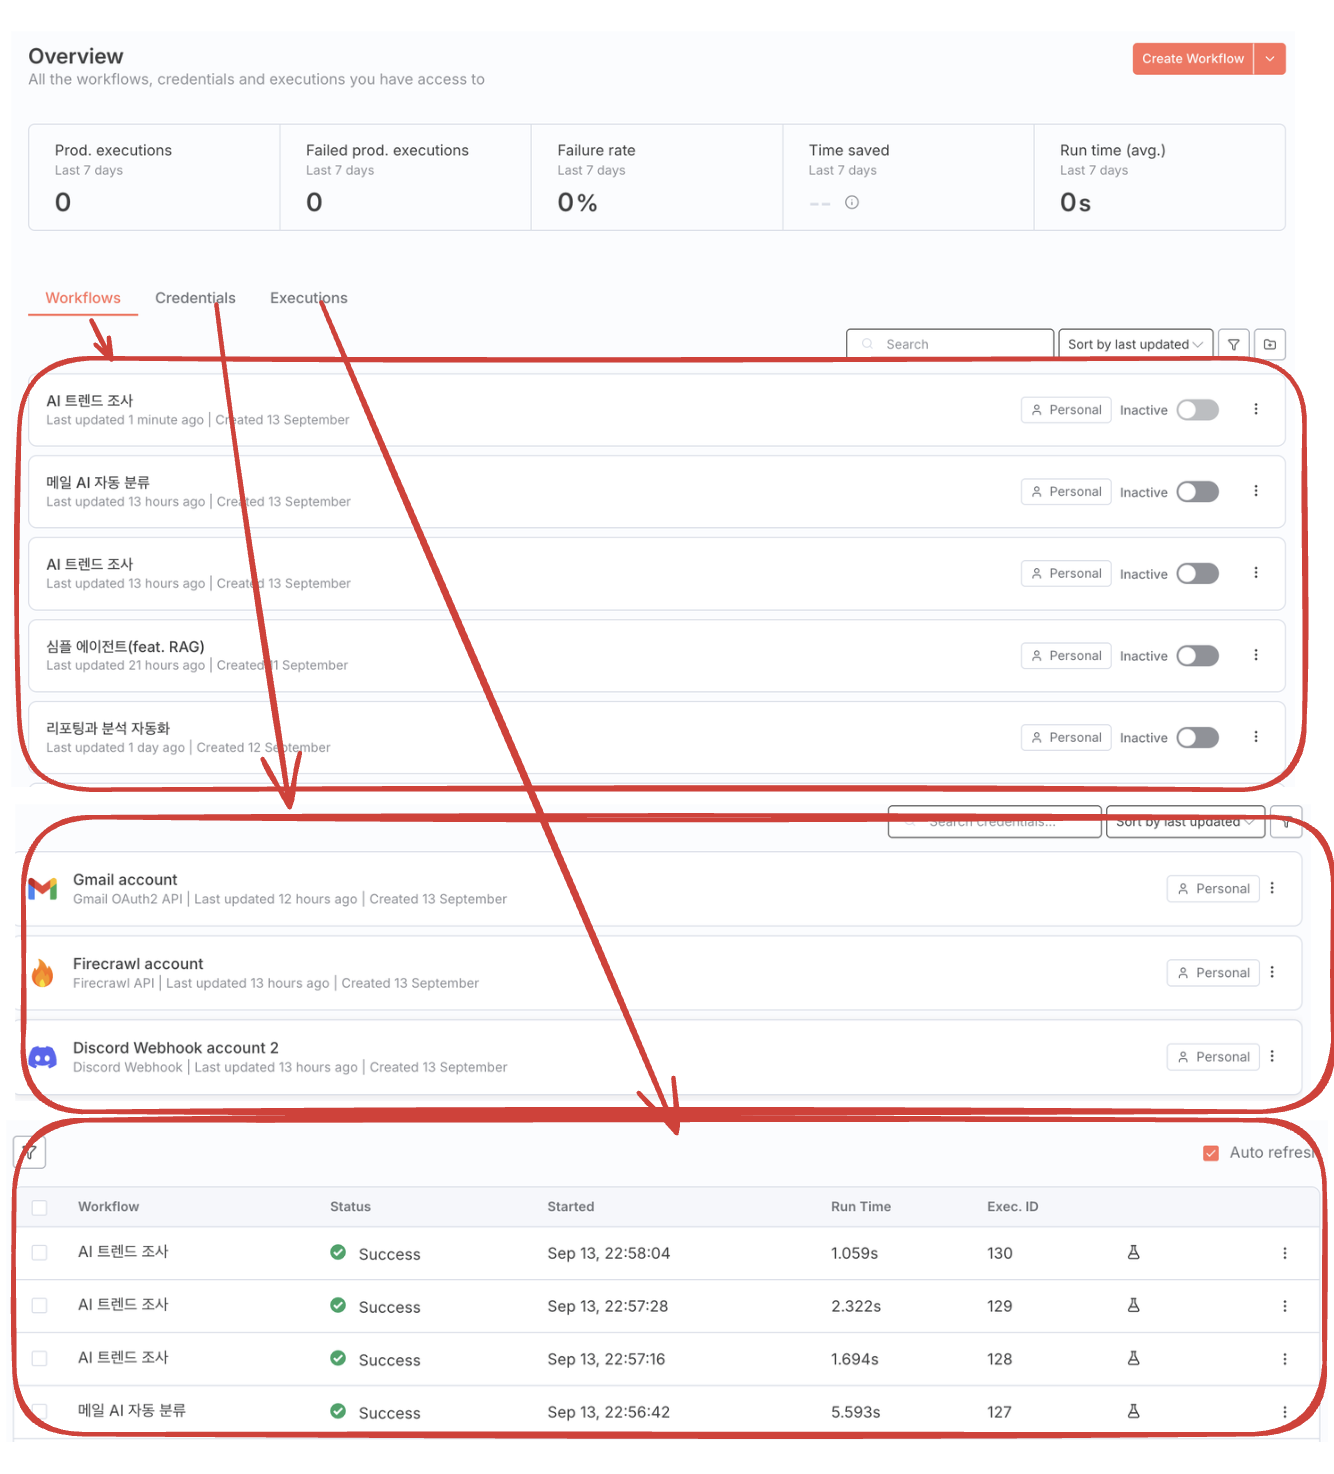 Overview
All the workflows, credentials and executions you have access to
Create Workflow
Prod. executions
Last 7 days
0
Failed prod. executions
Last 7 days
0
Failure rate
Last 7 days
0%
Time saved
Last 7 days
--
Run time (avg.)
Last 7 days
0s
Workflows Credentials Executions
Search
Sort by last updated
AI 트렌드 조사
Last updated 1 minute ago | Created 13 September
Personal Inactive
메일 AI 자동 분류
Last updated 13 hours ago | Created 13 September
Personal Inactive
AI 트렌드 조사
Last updated 13 hours ago | Created 13 September
Personal Inactive
심플 에이전트(feat. RAG)
Last updated 21 hours ago | Created 11 September
Personal Inactive
리포팅과 분석 자동화
Last updated 1 day ago | Created 12 September
Personal Inactive
Search credentials...
Sort by last updated
Gmail account
Gmail OAuth2 API | Last updated 12 hours ago | Created 13 September
Personal
Firecrawl account
Firecrawl API | Last updated 13 hours ago | Created 13 September
Personal
Discord Webhook account 2
Discord Webhook | Last updated 13 hours ago | Created 13 September
Personal
Auto refresh
Workflow Status Started Run Time Exec. ID
AI 트렌드 조사 Success Sep 13, 22:58:04 1.059s 130
AI 트렌드 조사 Success Sep 13, 22:57:28 2.322s 129
AI 트렌드 조사 Success Sep 13, 22:57:16 1.694s 128
메일 AI 자동 분류 Success Sep 13, 22:56:42 5.593s 127